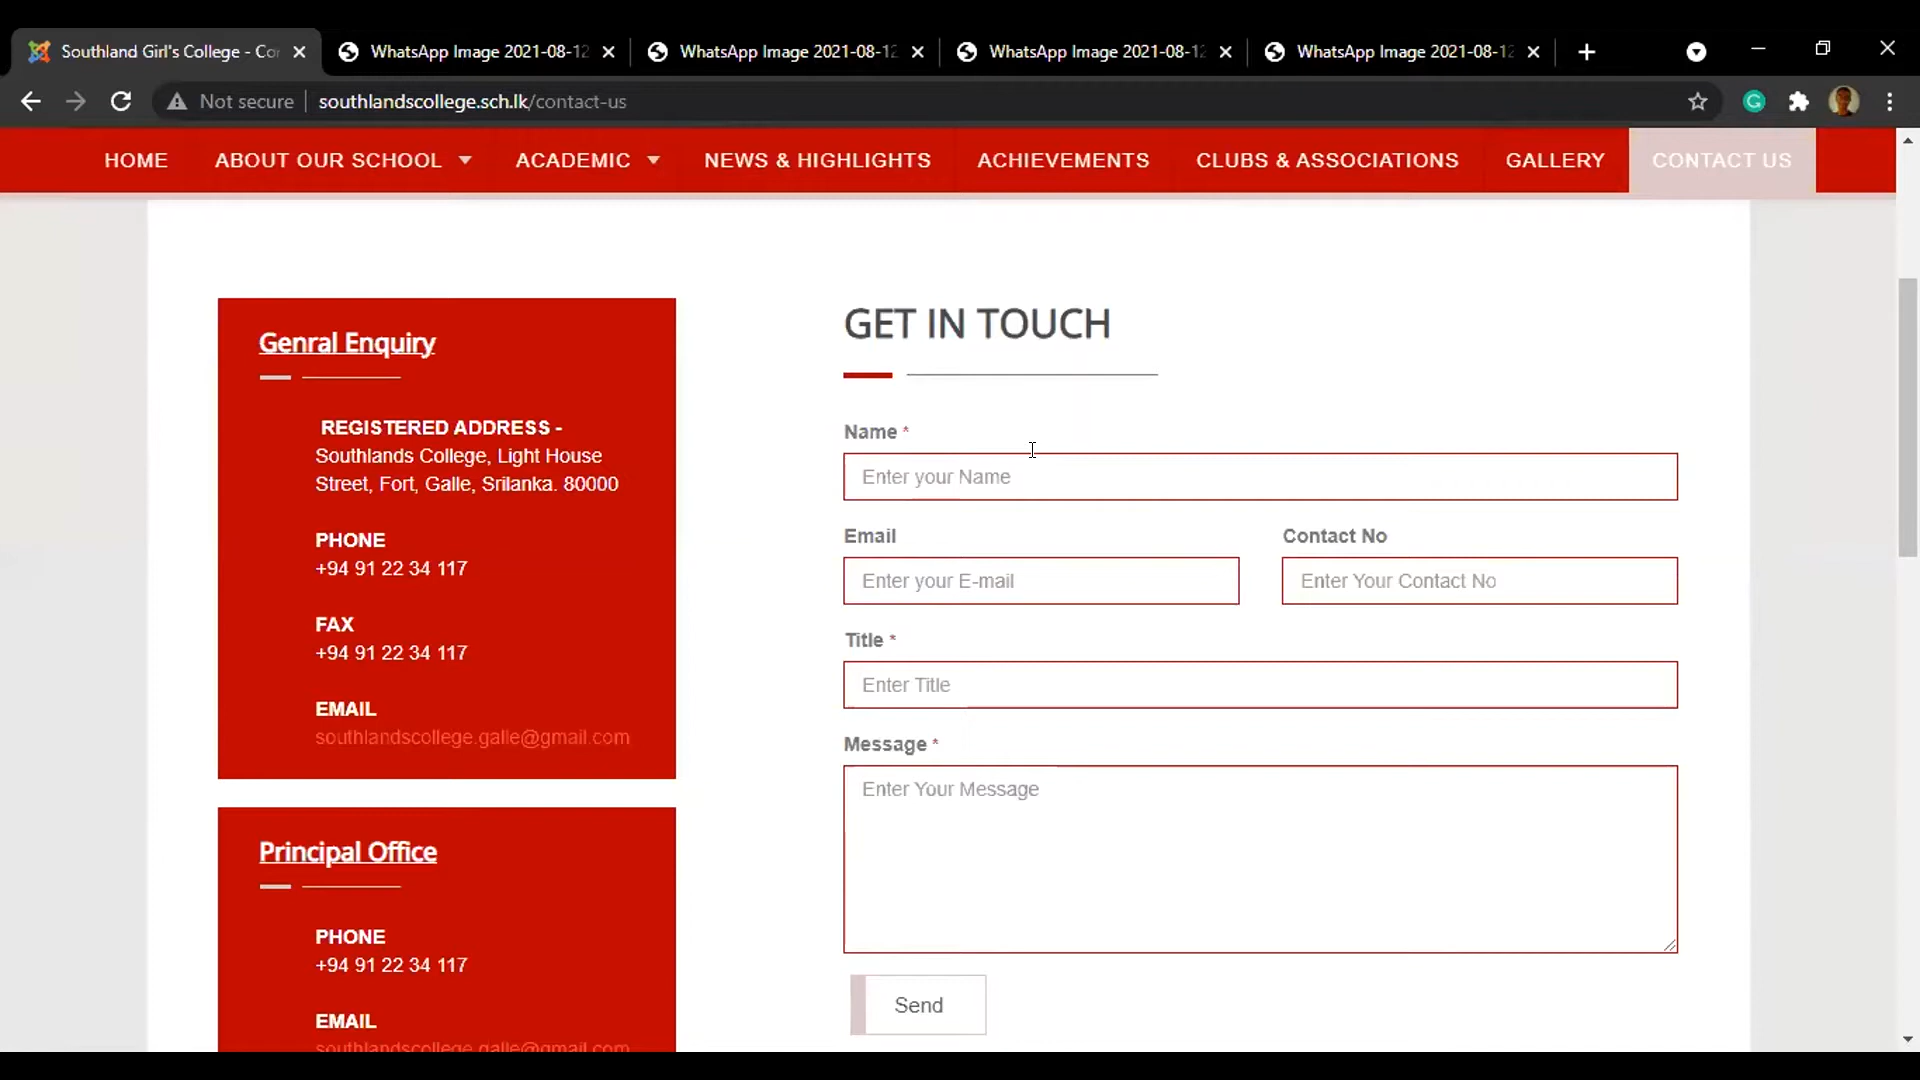 Southland Girl's College - Co
WhatsApp Image 2021-08-12
WhatsApp Image 2021-08-12
WhatsApp Image 2021-08-12
WhatsApp Image 2021-08-12
Not secure
southlandscollege.sch.lk/contact-us
HOME
ABOUT OUR SCHOOL
ACADEMIC
NEWS & HIGHLIGHTS
ACHIEVEMENTS
CLUBS & ASSOCIATIONS
GALLERY
CONTACT US
Genral Enquiry
REGISTERED ADDRESS -
Southlands College, Light House
Street, Fort, Galle, Srilanka. 80000
PHONE
+94 91 22 34 117
FAX
+94 91 22 34 117
EMAIL
southlandscollege.galle@gmail.com
Principal Office
PHONE
+94 91 22 34 117
EMAIL
southlandscollege.galle@gmail.com
GET IN TOUCH
Name *
Enter your Name
Email
Contact No
Enter your E-mail
Enter Your Contact No
Title *
Enter Title
Message *
Enter Your Message
Send